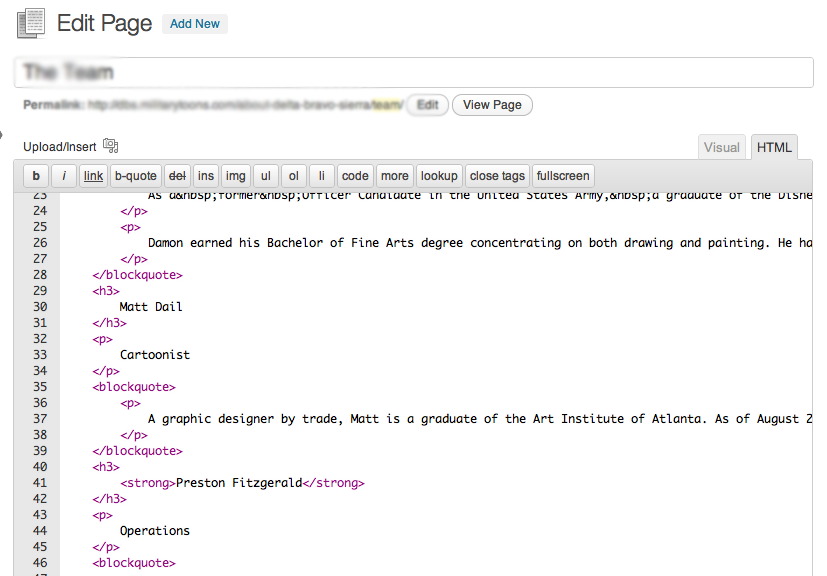 Edit Page Add New
The Team
Permalink: /team/ Edit View Page
Upload/Insert Visual HTML
b i link b-quote del ins img ul ol li code more lookup close tags fullscreen
23 As a&nbsp;former&nbsp;Officer Candidate in the United States Army,&nbsp;a graduate of the Disne
24 </p>
25 <p>
26 Damon earned his Bachelor of Fine Arts degree concentrating on both drawing and painting. He ha
27 </p>
28 </blockquote>
29 <h3>
30 Matt Dail
31 </h3>
32 <p>
33 Cartoonist
34 </p>
35 <blockquote>
36 <p>
37 A graphic designer by trade, Matt is a graduate of the Art Institute of Atlanta. As of August 2
38 </p>
39 </blockquote>
40 <h3>
41 <strong>Preston Fitzgerald</strong>
42 </h3>
43 <p>
44 Operations
45 </p>
46 <blockquote>